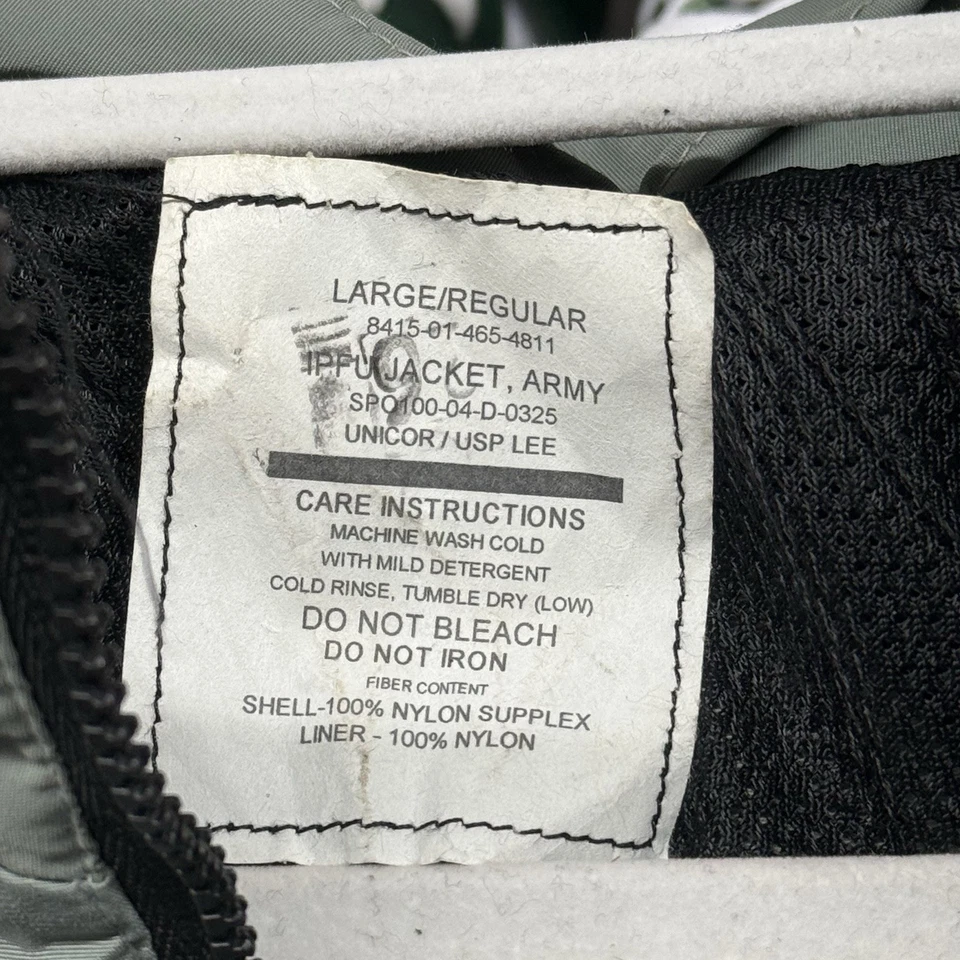 LARGE/REGULAR
8415-01-465-4811
IPFU JACKET, ARMY
SPO100-04-D-0325
UNICOR / USP LEE
CARE INSTRUCTIONS
MACHINE WASH COLD
WITH MILD DETERGENT
COLD RINSE, TUMBLE DRY (LOW)
DO NOT BLEACH
DO NOT IRON
FIBER CONTENT
SHELL-100% NYLON SUPPLEX
LINER - 100% NYLON